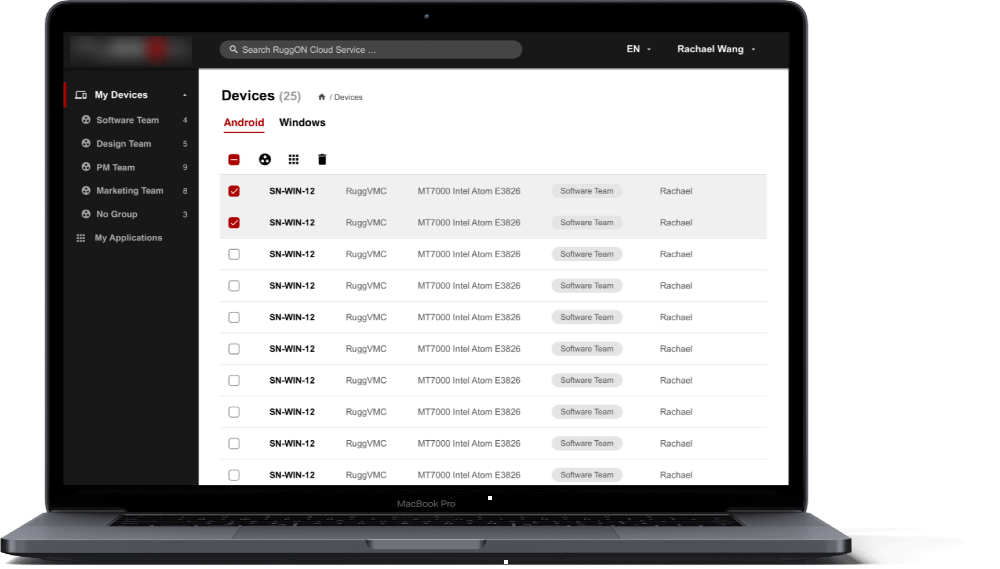 Search RuggON Cloud Service ...
EN
Rachael Wang
My Devices
Software Team 4
Design Team 5
PM Team 9
Marketing Team 8
No Group 3
My Applications
Devices (25) / Devices
Android Windows
SN-WIN-12 RuggVMC MT7000 Intel Atom E3826 Software Team Rachael
SN-WIN-12 RuggVMC MT7000 Intel Atom E3826 Software Team Rachael
SN-WIN-12 RuggVMC MT7000 Intel Atom E3826 Software Team Rachael
SN-WIN-12 RuggVMC MT7000 Intel Atom E3826 Software Team Rachael
SN-WIN-12 RuggVMC MT7000 Intel Atom E3826 Software Team Rachael
SN-WIN-12 RuggVMC MT7000 Intel Atom E3826 Software Team Rachael
SN-WIN-12 RuggVMC MT7000 Intel Atom E3826 Software Team Rachael
SN-WIN-12 RuggVMC MT7000 Intel Atom E3826 Software Team Rachael
SN-WIN-12 RuggVMC MT7000 Intel Atom E3826 Software Team Rachael
SN-WIN-12 RuggVMC MT7000 Intel Atom E3826 Software Team Rachael
MacBook Pro